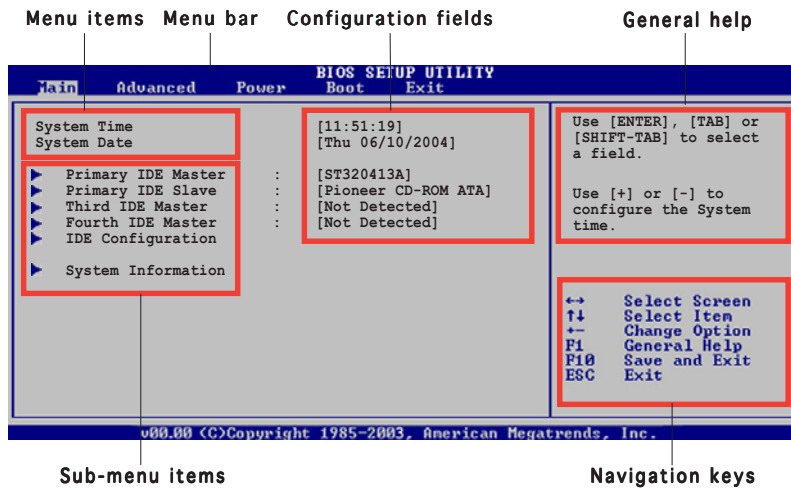 Menu items Menu bar Configuration fields General help
BIOS SETUP UTILITY
Main Advanced Power Boot Exit
System Time [11:51:19]
System Date [Thu 06/10/2004]
Primary IDE Master : [ST320413A]
Primary IDE Slave : [Pioneer CD-ROM ATA]
Third IDE Master : [Not Detected]
Fourth IDE Master : [Not Detected]
IDE Configuration
System Information
Use [ENTER], [TAB] or
[SHIFT-TAB] to select
a field.
Use [+] or [-] to
configure the System
time.
↔ Select Screen
↑↓ Select Item
+- Change Option
F1 General Help
F10 Save and Exit
ESC Exit
v00.00 (C)Copyright 1985-2003, American Megatrends, Inc.
Sub-menu items Navigation keys